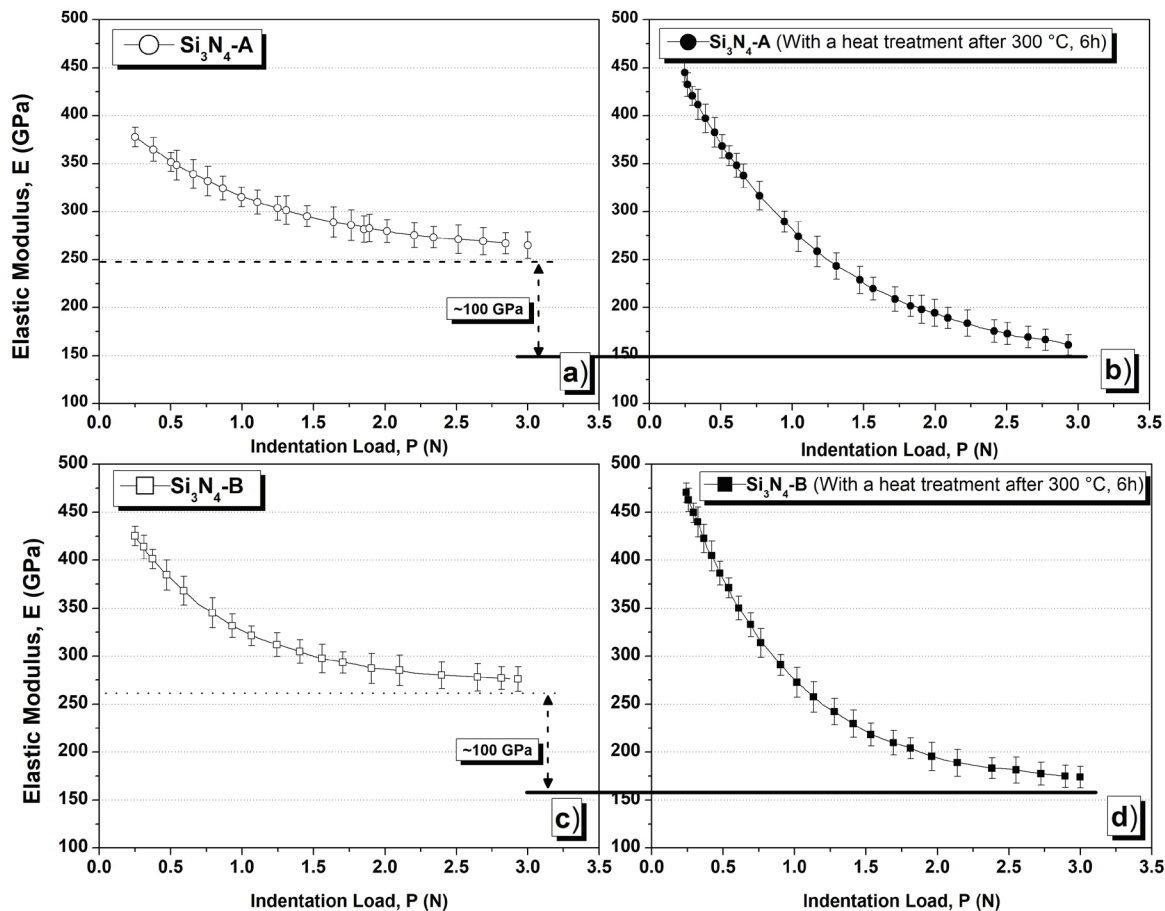 Si3N4-A
Elastic Modulus, E (GPa)
500
450
400
350
300
250
200
150
100
~100 GPa
a)
0.0 0.5 1.0 1.5 2.0 2.5 3.0 3.5
Indentation Load, P (N)
Si3N4-A (With a heat treatment after 300 °C, 6h)
500
450
400
350
300
250
200
150
100
b)
0.0 0.5 1.0 1.5 2.0 2.5 3.0 3.5
Indentation Load, P (N)
Si3N4-B
Elastic Modulus, E (GPa)
500
450
400
350
300
250
200
150
100
~100 GPa
c)
0.0 0.5 1.0 1.5 2.0 2.5 3.0 3.5
Indentation Load, P (N)
Si3N4-B (With a heat treatment after 300 °C, 6h)
500
450
400
350
300
250
200
150
100
d)
0.0 0.5 1.0 1.5 2.0 2.5 3.0 3.5
Indentation Load, P (N)